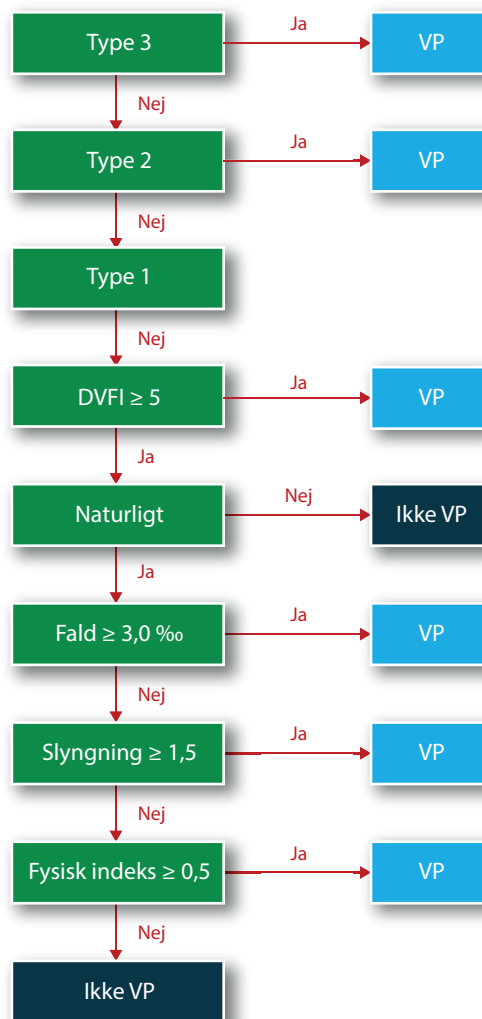 Type 3
Ja
VP
Nej
Type 2
Ja
VP
Nej
Type 1
Nej
DVFI ≥ 5
Ja
VP
Ja
Naturligt
Nej
Ikke VP
Ja
Fald ≥ 3,0 ‰
Ja
VP
Nej
Slyngning ≥ 1,5
Ja
VP
Nej
Fysisk indeks ≥ 0,5
Ja
VP
Nej
Ikke VP